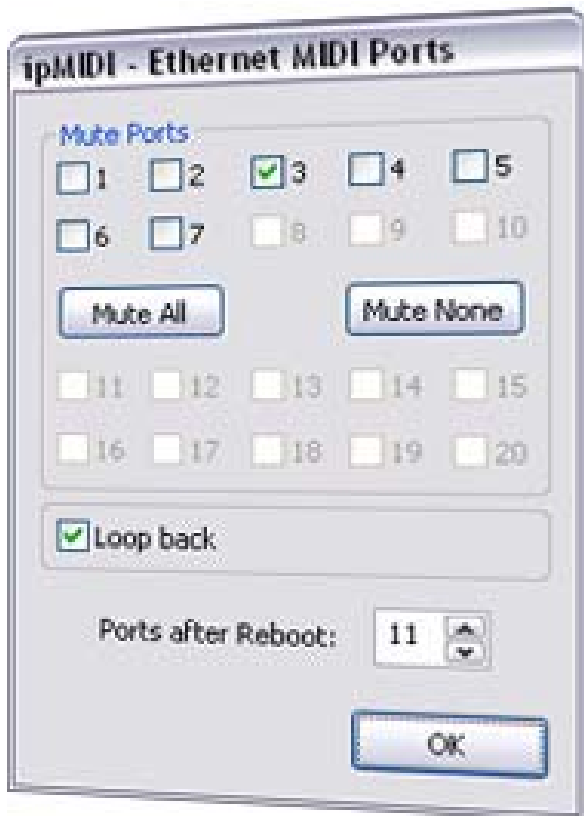 ipMIDI - Ethernet MIDI Ports
Mute Ports
1 2 3 4 5
6 7 8 9 10
Mute All Mute None
11 12 13 14 15
16 17 18 19 20
Loop back
Ports after Reboot: 11
OK